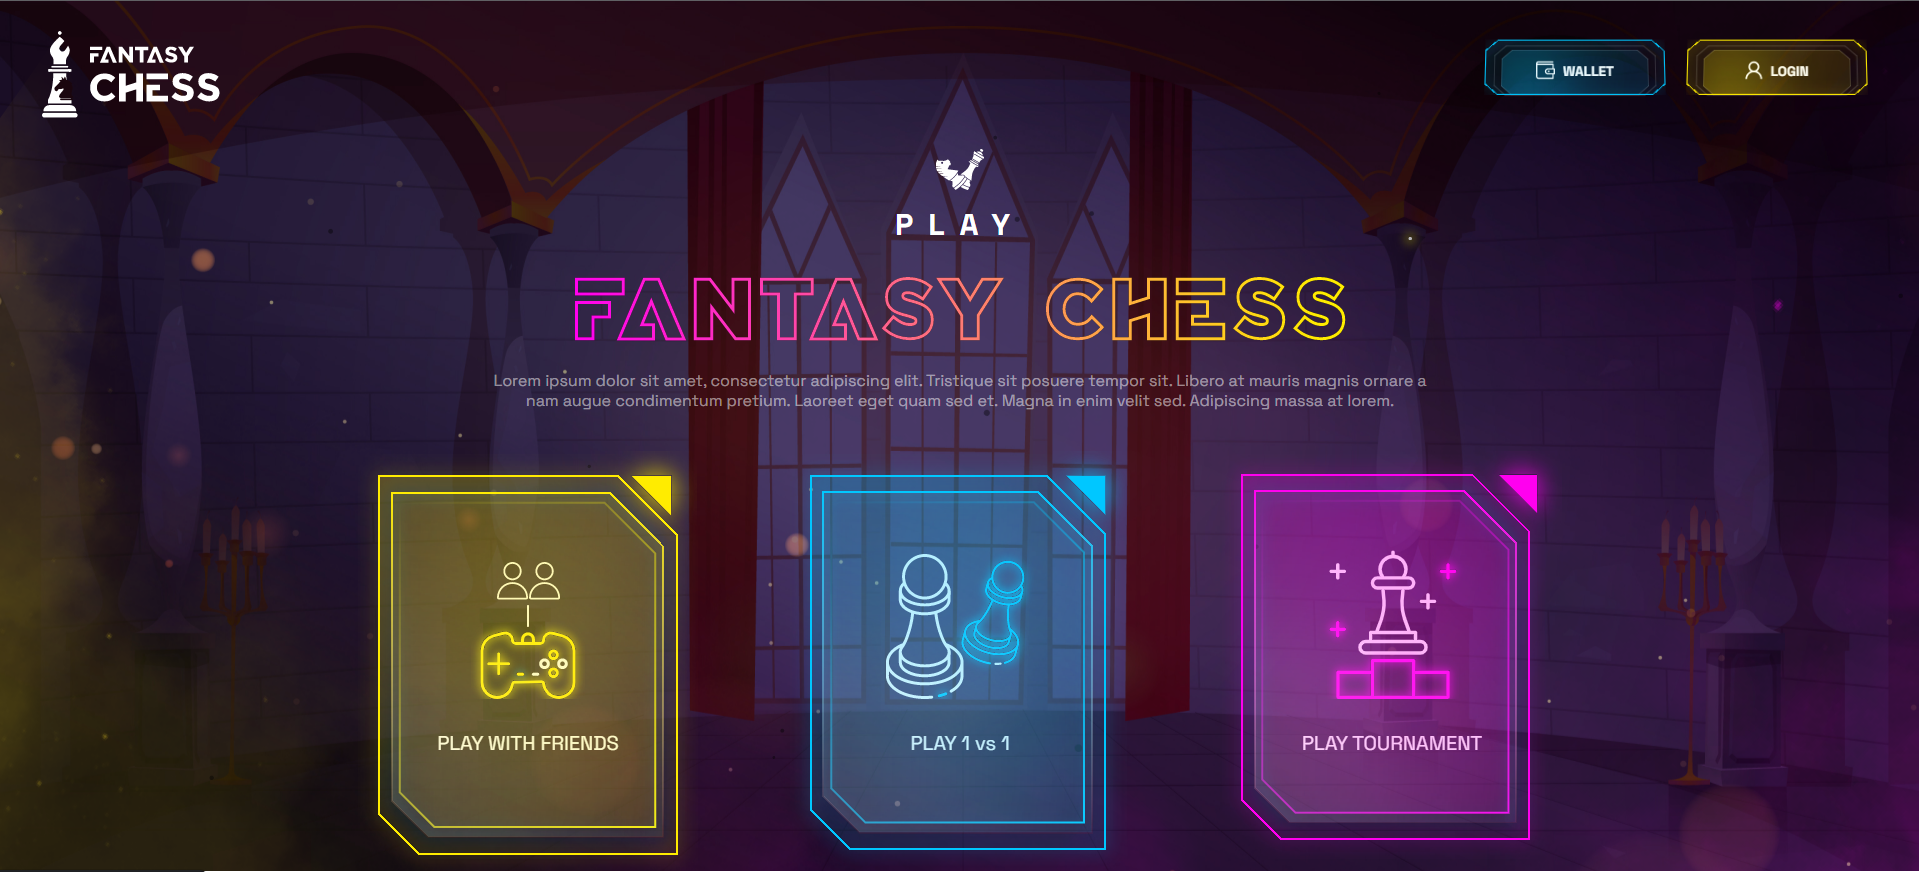 FANTASY
CHESS
WALLET
LOGIN
PLAY
FANTASY CHESS
Lorem ipsum dolor sit amet, consectetur adipiscing elit. Tristique sit posuere tempor sit. Libero at mauris magnis ornare a
nam augue condimentum pretium. Laoreet eget quam sed et. Magna in enim velit sed. Adipiscing massa at lorem.
PLAY WITH FRIENDS
PLAY 1 vs 1
PLAY TOURNAMENT